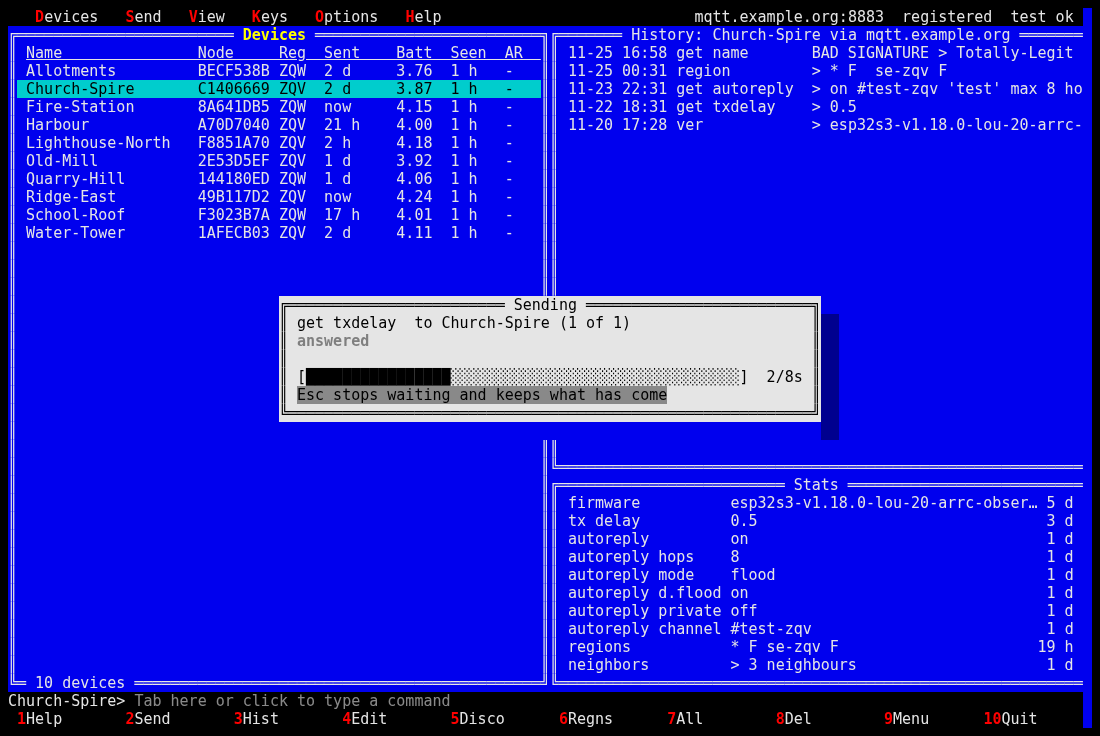 Devices Send View Keys Options Help mqtt.example.org:8883 registered test ok
Devices
Name Node Reg Sent Batt Seen AR
Allotments BECF538B ZQW 2 d 3.76 1 h -
Church-Spire C1406669 ZQV 2 d 3.87 1 h -
Fire-Station 8A641DB5 ZQW now 4.15 1 h -
Harbour A70D7040 ZQV 21 h 4.00 1 h -
Lighthouse-North F8851A70 ZQV 2 h 4.18 1 h -
Old-Mill 2E53D5EF ZQV 1 d 3.92 1 h -
Quarry-Hill 144180ED ZQW 1 d 4.06 1 h -
Ridge-East 49B117D2 ZQV now 4.24 1 h -
School-Roof F3023B7A ZQW 17 h 4.01 1 h -
Water-Tower 1AFECB03 ZQV 2 d 4.11 1 h -
10 devices
History: Church-Spire via mqtt.example.org
11-25 16:58 get name BAD SIGNATURE > Totally-Legit
11-25 00:31 region > * F se-zqv F
11-23 22:31 get autoreply > on #test-zqv 'test' max 8 ho
11-22 18:31 get txdelay > 0.5
11-20 17:28 ver > esp32s3-v1.18.0-lou-20-arrc-
Sending
get txdelay to Church-Spire (1 of 1)
answered
[ ] 2/8s
Esc stops waiting and keeps what has come
Stats
firmware esp32s3-v1.18.0-lou-20-arrc-obser… 5 d
tx delay 0.5 3 d
autoreply on 1 d
autoreply hops 8 1 d
autoreply mode flood 1 d
autoreply d.flood on 1 d
autoreply private off 1 d
autoreply channel #test-zqv 1 d
regions * F se-zqv F 19 h
neighbors > 3 neighbours 1 d
Church-Spire> Tab here or click to type a command
1Help 2Send 3Hist 4Edit 5Disco 6Regns 7All 8Del 9Menu 10Quit